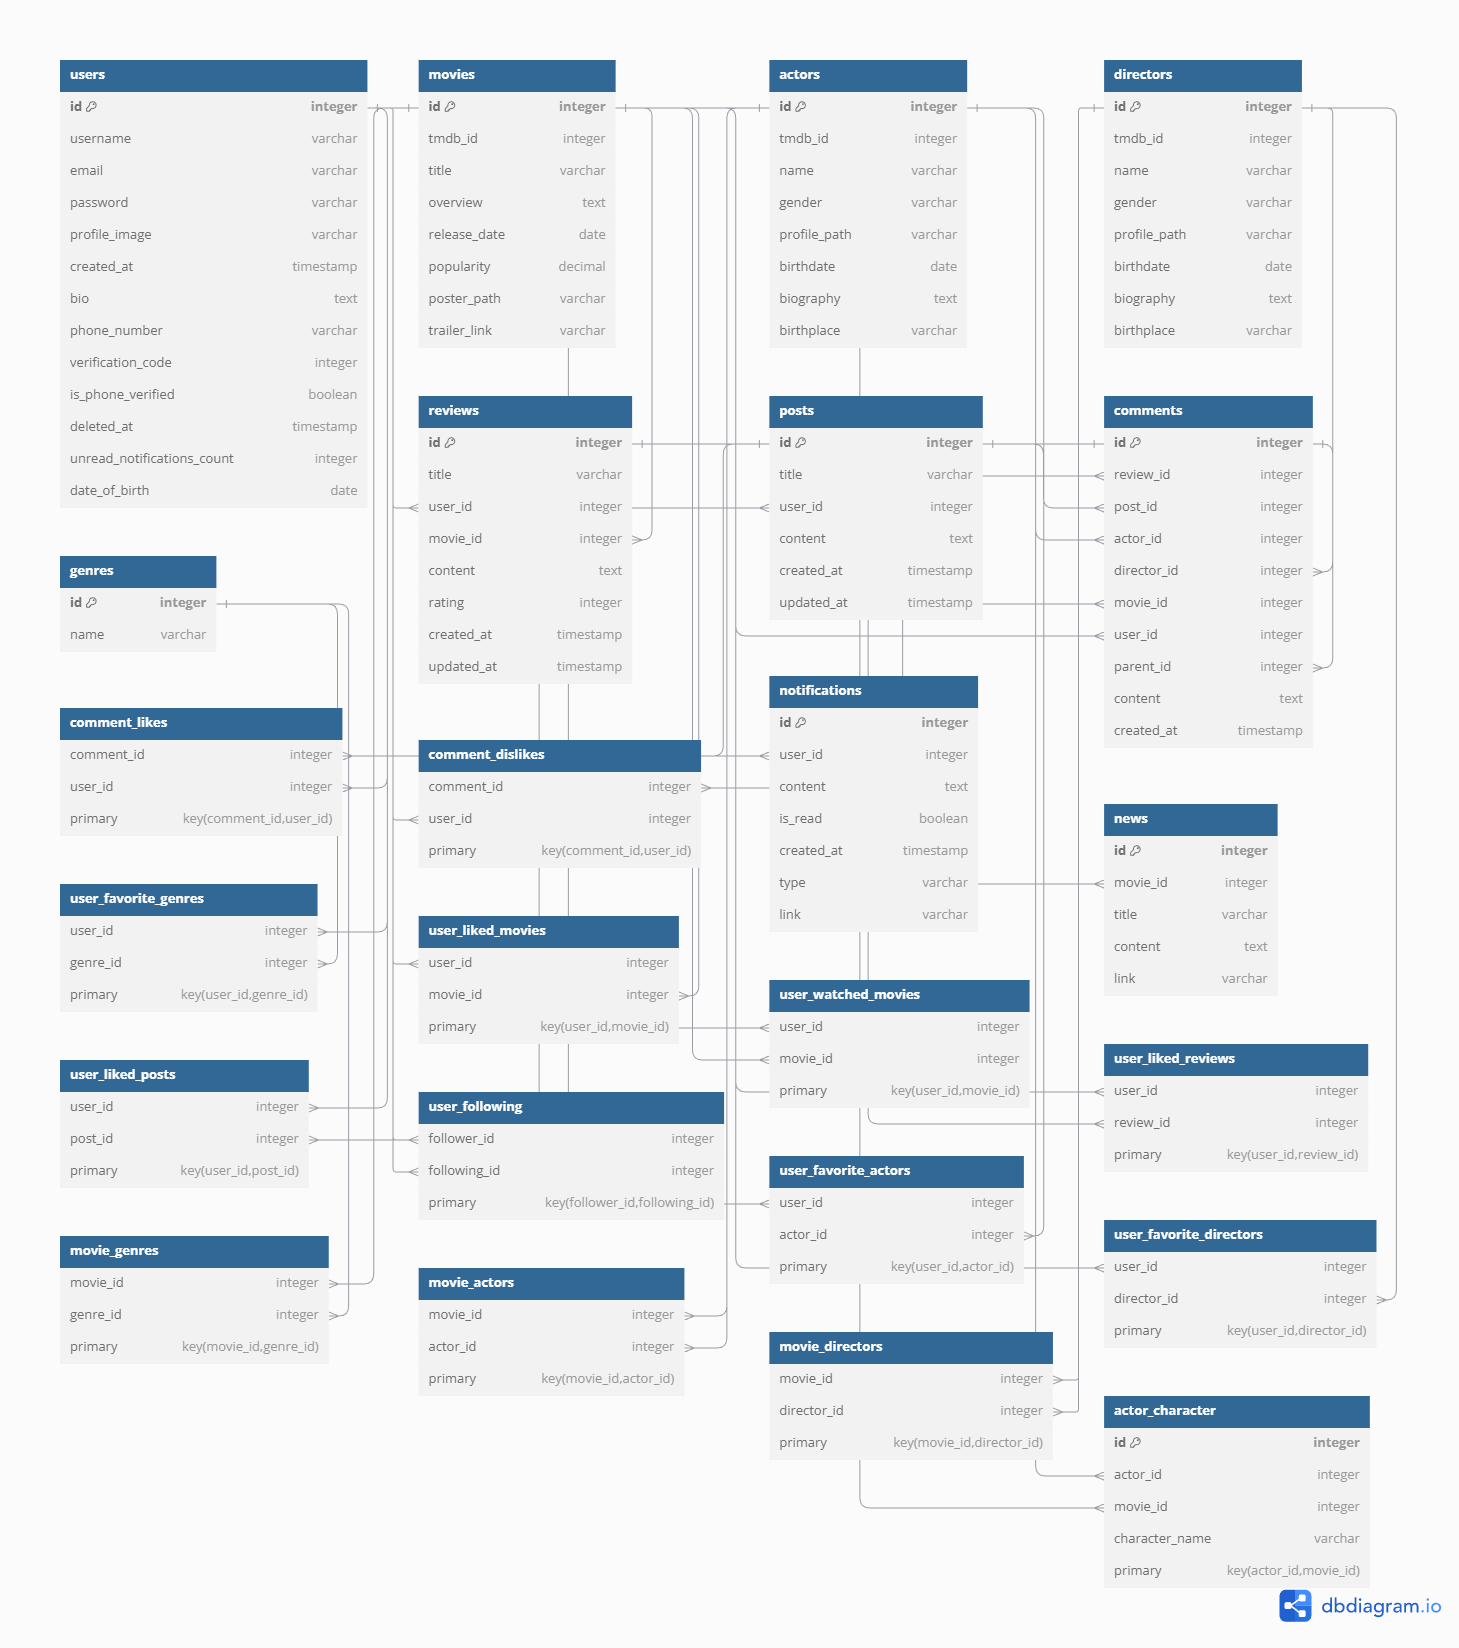 users
id integer
username varchar
email varchar
password varchar
profile_image varchar
created_at timestamp
bio text
phone_number varchar
verification_code integer
is_phone_verified boolean
deleted_at timestamp
unread_notifications_count integer
date_of_birth date
movies
id integer
tmdb_id integer
title varchar
overview text
release_date date
popularity decimal
poster_path varchar
trailer_link varchar
actors
id integer
tmdb_id integer
name varchar
gender varchar
profile_path varchar
birthdate date
biography text
birthplace varchar
directors
id integer
tmdb_id integer
name varchar
gender varchar
profile_path varchar
birthdate date
biography text
birthplace varchar
reviews
id integer
title varchar
user_id integer
movie_id integer
content text
rating integer
created_at timestamp
updated_at timestamp
posts
id integer
title varchar
user_id integer
content text
created_at timestamp
updated_at timestamp
comments
id integer
review_id integer
post_id integer
actor_id integer
director_id integer
movie_id integer
user_id integer
parent_id integer
content text
created_at timestamp
genres
id integer
name varchar
comment_likes
comment_id integer
user_id integer
primary key(comment_id,user_id)
comment_dislikes
comment_id integer
user_id integer
primary key(comment_id,user_id)
notifications
id integer
user_id integer
content text
is_read boolean
created_at timestamp
type varchar
link varchar
news
id integer
movie_id integer
title varchar
content text
link varchar
user_favorite_genres
user_id integer
genre_id integer
primary key(user_id,genre_id)
user_liked_movies
user_id integer
movie_id integer
primary key(user_id,movie_id)
user_watched_movies
user_id integer
movie_id integer
primary key(user_id,movie_id)
user_liked_reviews
user_id integer
review_id integer
primary key(user_id,review_id)
user_liked_posts
user_id integer
post_id integer
primary key(user_id,post_id)
user_following
follower_id integer
following_id integer
primary key(follower_id,following_id)
user_favorite_actors
user_id integer
actor_id integer
primary key(user_id,actor_id)
user_favorite_directors
user_id integer
director_id integer
primary key(user_id,director_id)
movie_genres
movie_id integer
genre_id integer
primary key(movie_id,genre_id)
movie_actors
movie_id integer
actor_id integer
primary key(movie_id,actor_id)
movie_directors
movie_id integer
director_id integer
primary key(movie_id,director_id)
actor_character
id integer
actor_id integer
movie_id integer
character_name varchar
primary key(actor_id,movie_id)
dbdiagram.io